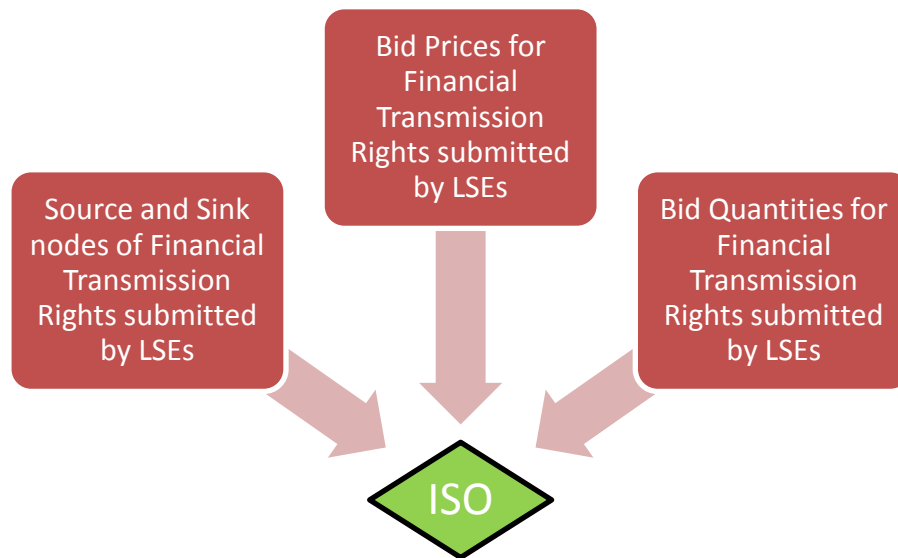 Source and Sink
nodes of Financial
Transmission
Rights submitted
by LSEs
Bid Prices for
Financial
Transmission
Rights submitted
by LSEs
Bid Quantities for
Financial
Transmission
Rights submitted
by LSEs
ISO